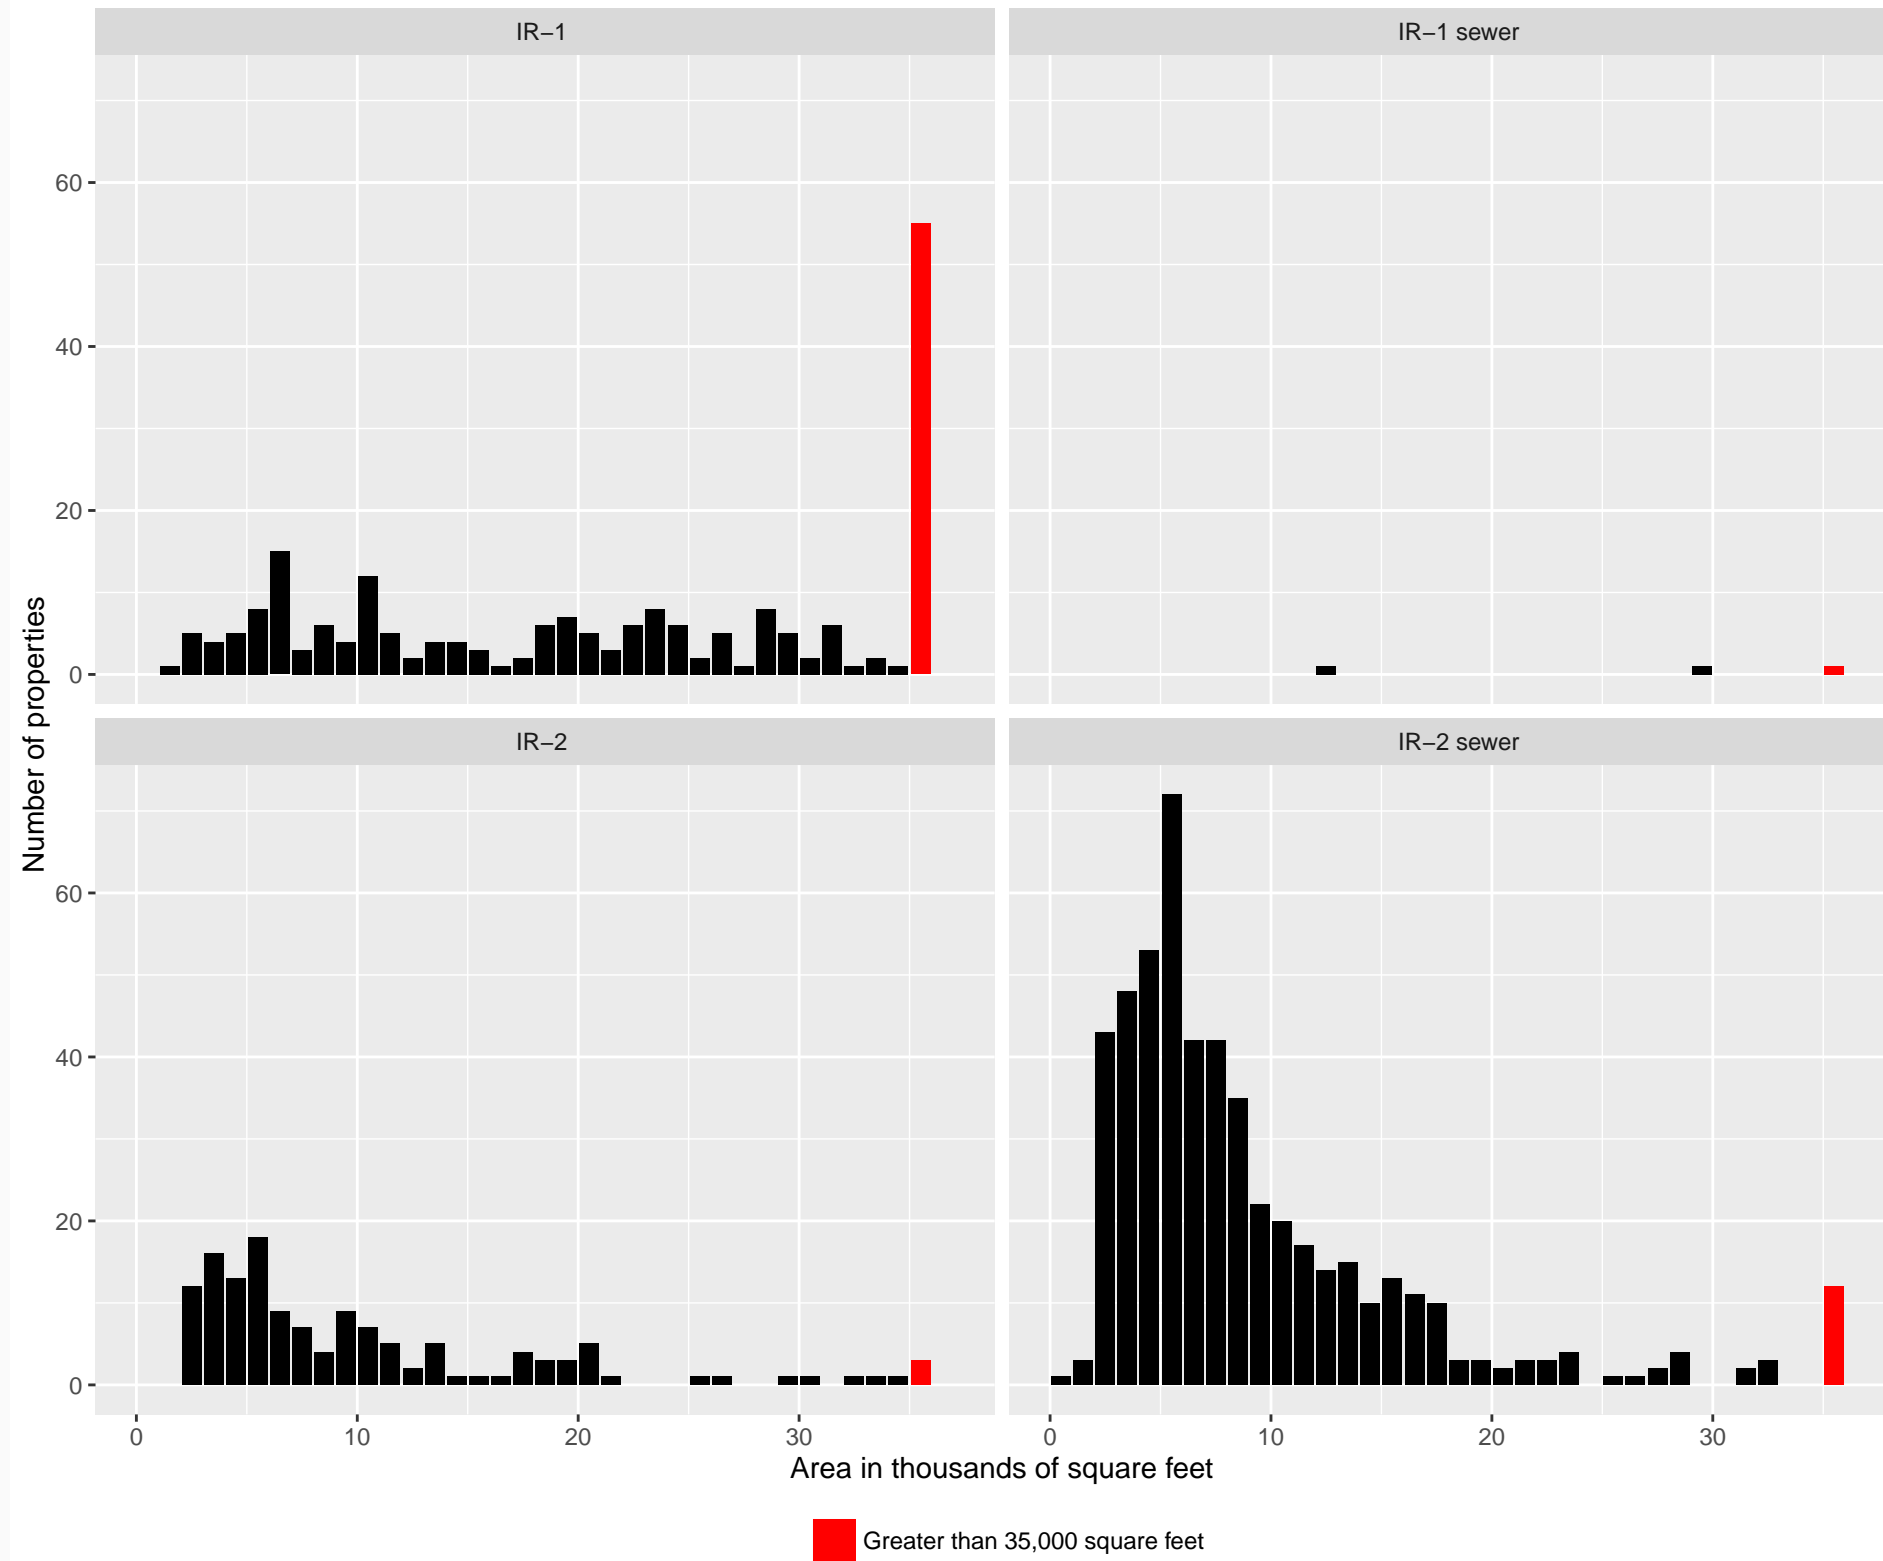 IR−1
IR−1 sewer
60
40
20
0
Number of properties
IR−2
IR−2 sewer
60
40
20
0
0 10 20 30
0 10 20 30
Area in thousands of square feet
Greater than 35,000 square feet